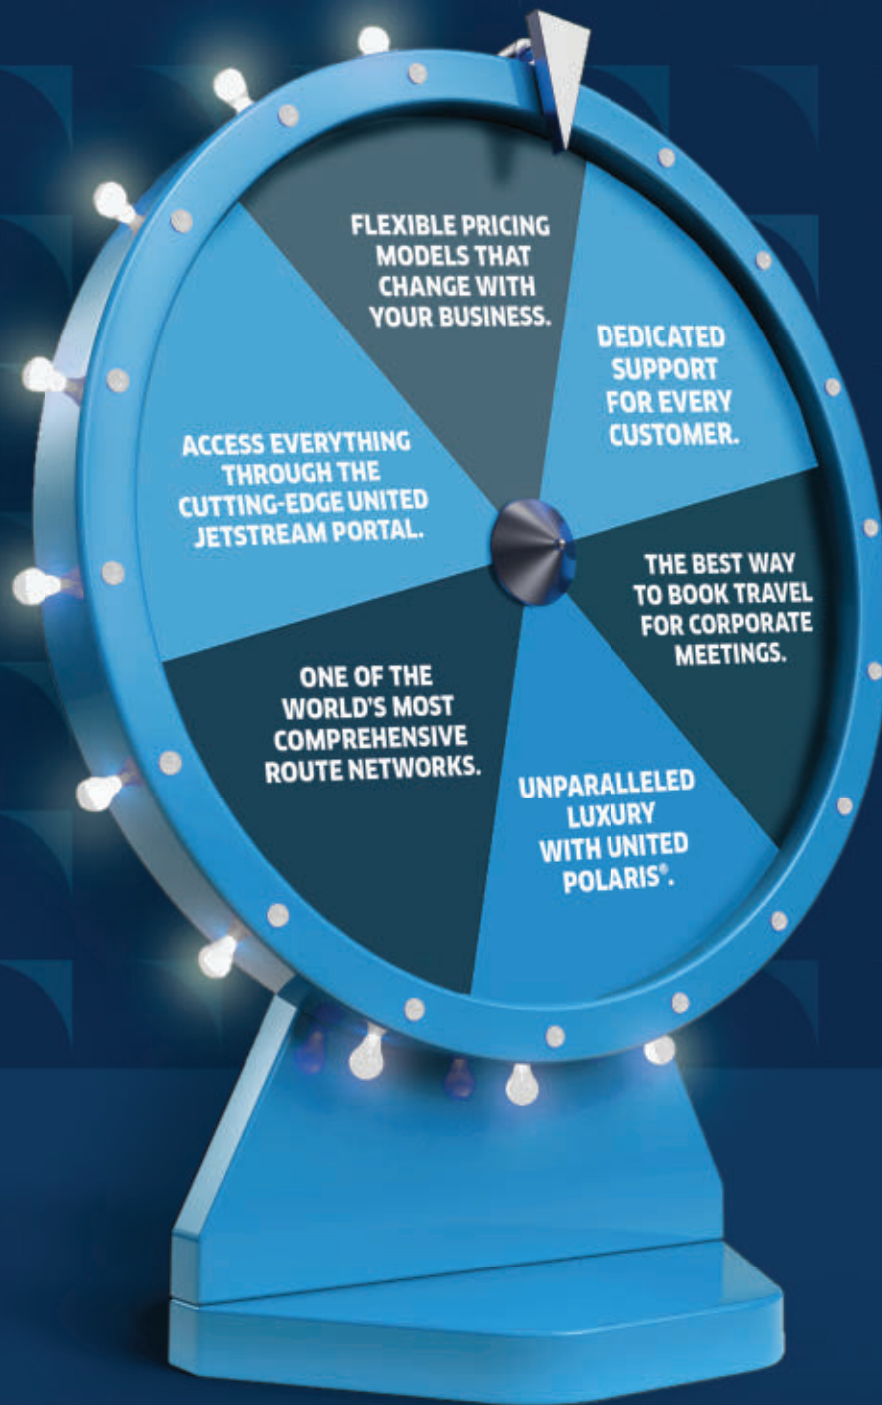 FLEXIBLE PRICING
MODELS THAT
CHANGE WITH
YOUR BUSINESS.
DEDICATED
SUPPORT
FOR EVERY
CUSTOMER.
ACCESS EVERYTHING
THROUGH THE
CUTTING-EDGE UNITED
JETSTREAM PORTAL.
THE BEST WAY
TO BOOK TRAVEL
FOR CORPORATE
MEETINGS.
ONE OF THE
WORLD'S MOST
COMPREHENSIVE
ROUTE NETWORKS.
UNPARALLELED
LUXURY
WITH UNITED
POLARIS®.